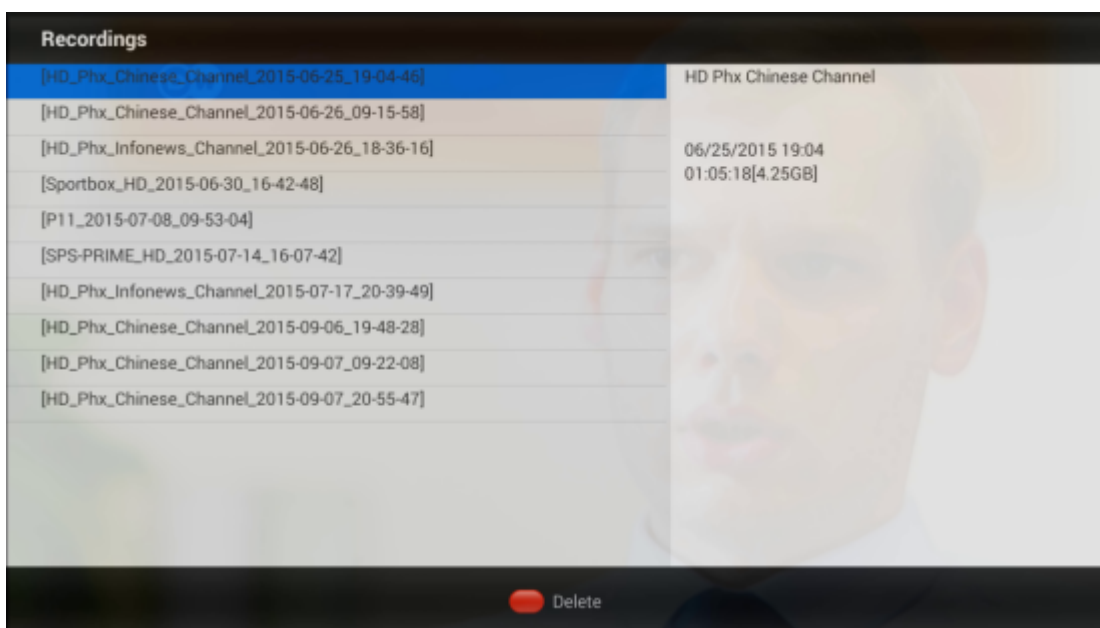 Recordings
[HD_Phx_Chinese_Channel_2015-06-25_19-04-46]
[HD_Phx_Chinese_Channel_2015-06-26_09-15-58]
[HD_Phx_Infonews_Channel_2015-06-26_18-36-16]
[Sportbox_HD_2015-06-30_16-42-48]
[P11_2015-07-08_09-53-04]
[SPS-PRIME_HD_2015-07-14_16-07-42]
[HD_Phx_Infonews_Channel_2015-07-17_20-39-49]
[HD_Phx_Chinese_Channel_2015-09-06_19-48-28]
[HD_Phx_Chinese_Channel_2015-09-07_09-22-08]
[HD_Phx_Chinese_Channel_2015-09-07_20-55-47]
HD Phx Chinese Channel
06/25/2015 19:04
01:05:18[4.25GB]
Delete